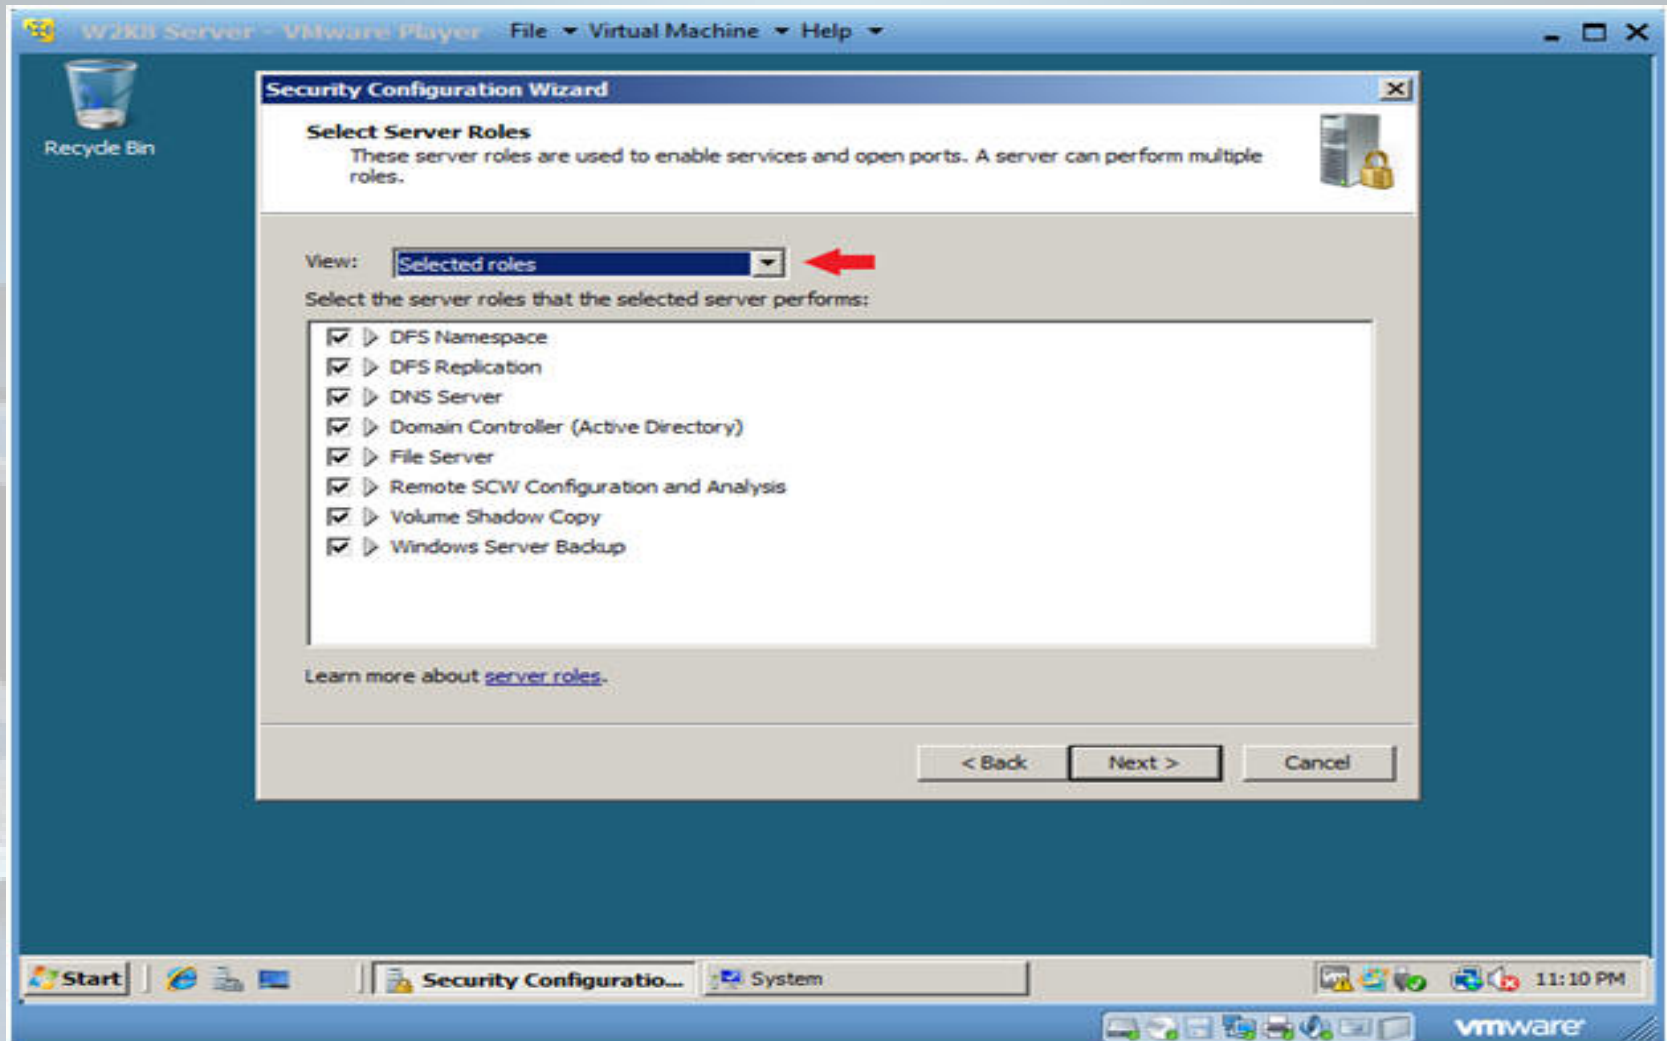 W2K8 Server - VMware Player File Virtual Machine Help
Recycle Bin
Security Configuration Wizard
Select Server Roles
These server roles are used to enable services and open ports. A server can perform multiple
roles.
View: Selected roles
Select the server roles that the selected server performs:
DFS Namespace
DFS Replication
DNS Server
Domain Controller (Active Directory)
File Server
Remote SCW Configuration and Analysis
Volume Shadow Copy
Windows Server Backup
Learn more about server roles.
< Back Next > Cancel
Start Security Configuratio... System 11:10 PM
vmware